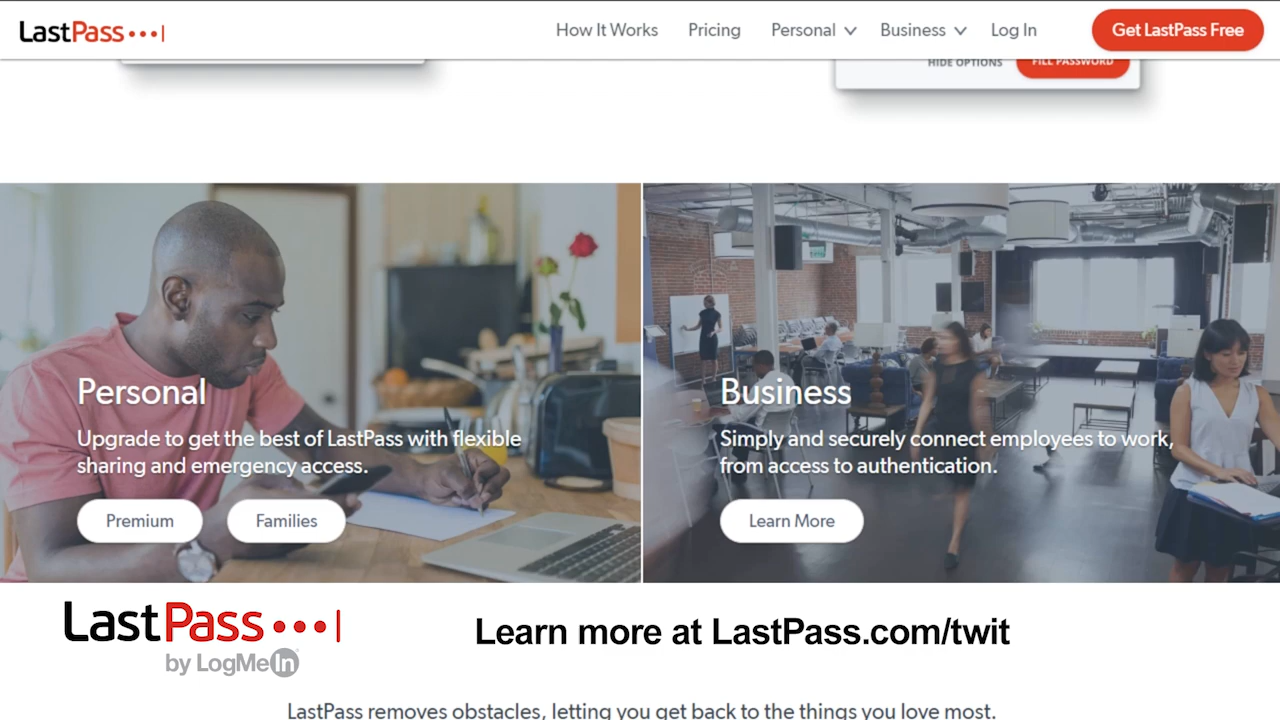 LastPass
How It Works
Pricing
Personal
Business
Log In
Get LastPass Free
HIDE OPTIONS
FILL PASSWORD
Personal
Upgrade to get the best of LastPass with flexible
sharing and emergency access.
Premium
Families
Business
Simply and securely connect employees to work,
from access to authentication.
Learn More
LastPass
by LogMeIn
Learn more at LastPass.com/twit
LastPass removes obstacles, letting you get back to the things you love most.